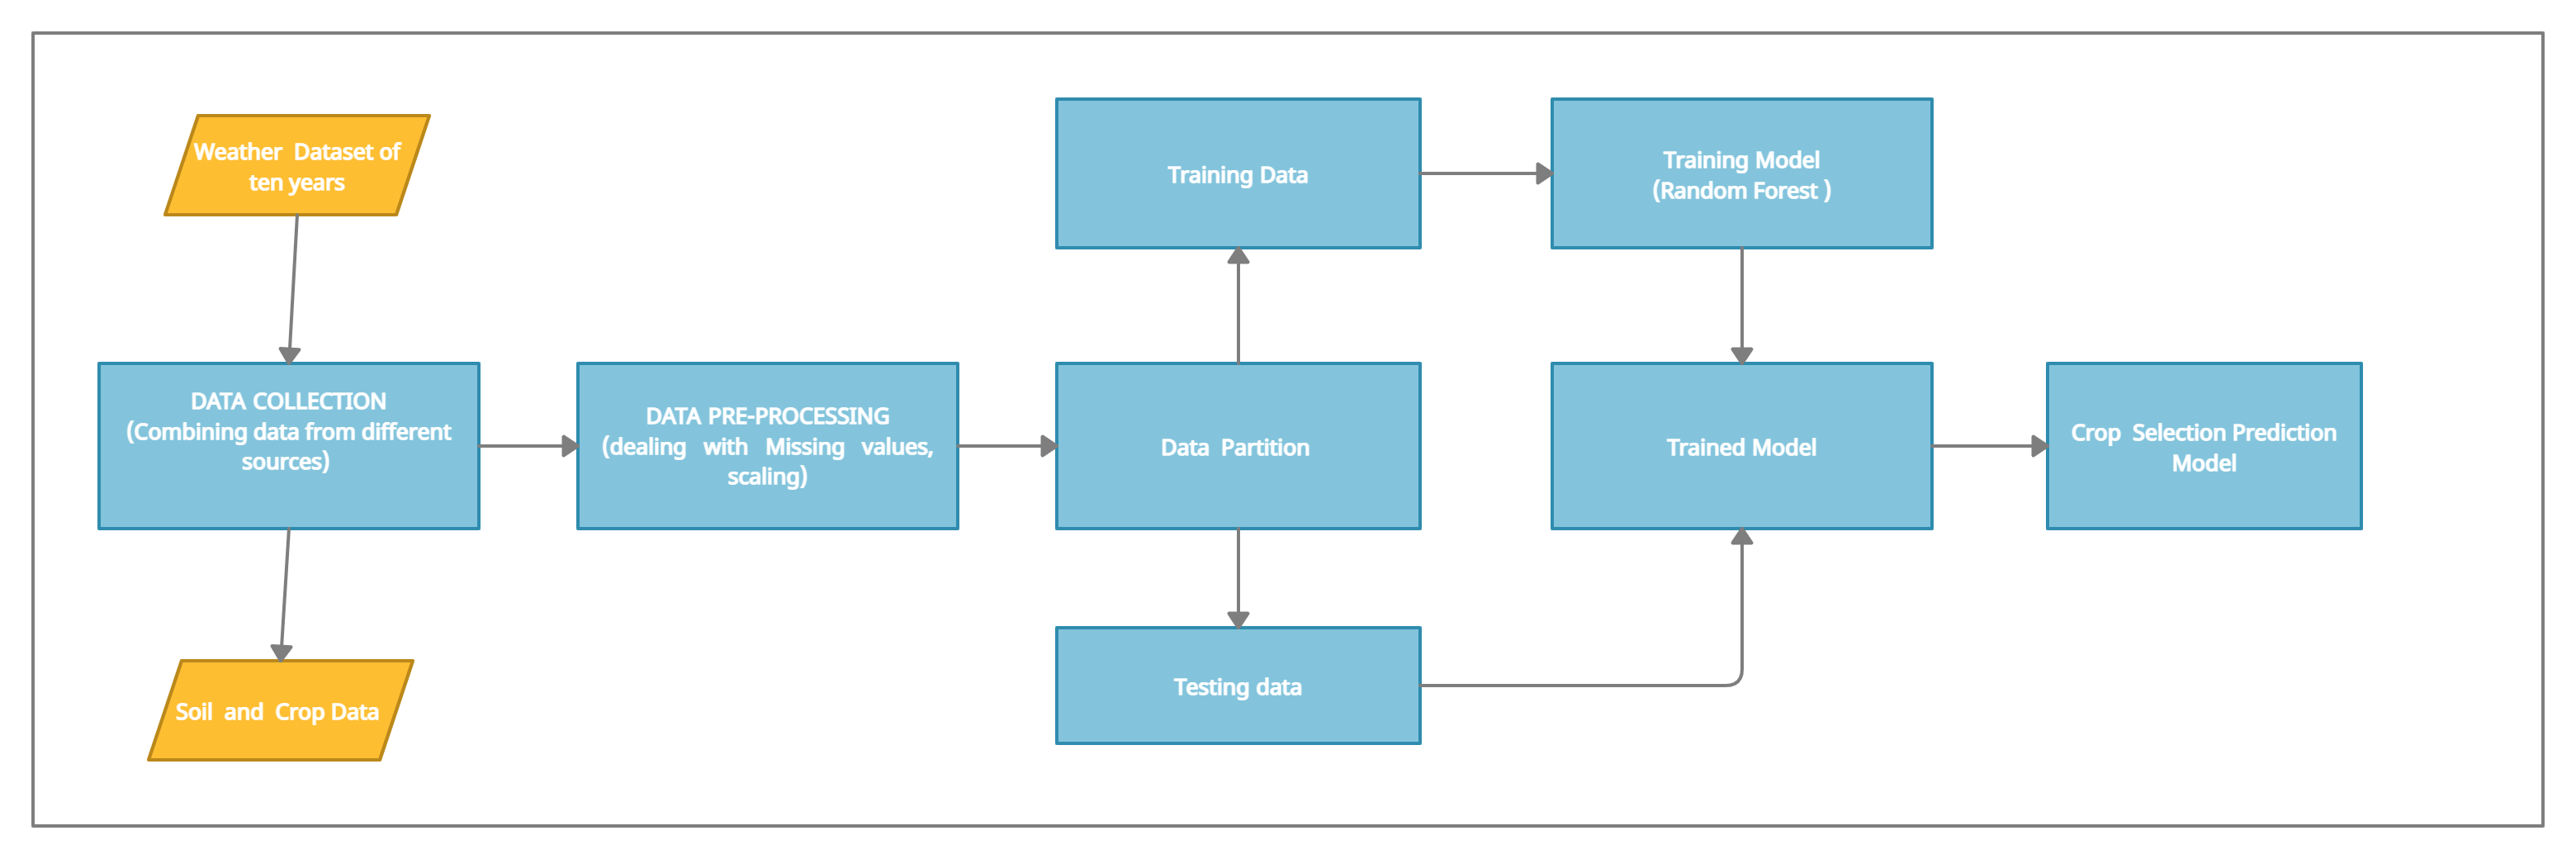 Weather Dataset of
ten years
DATA COLLECTION
(Combining data from different
sources)
Soil and Crop Data
DATA PRE-PROCESSING
(dealing with Missing values,
scaling)
Training Data
Data Partition
Testing data
Training Model
(Random Forest )
Trained Model
Crop Selection Prediction
Model